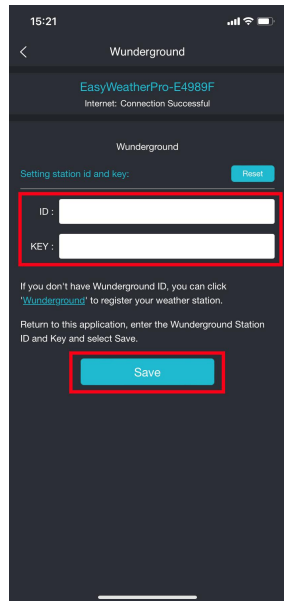 15:21
Wunderground
EasyWeatherPro-E4989F
Internet: Connection Successful
Wunderground
Setting station id and key:
Reset
ID :
KEY :
If you don't have Wunderground ID, you can click
'Wunderground' to register your weather station.
Return to this application, enter the Wunderground Station
ID and Key and select Save.
Save